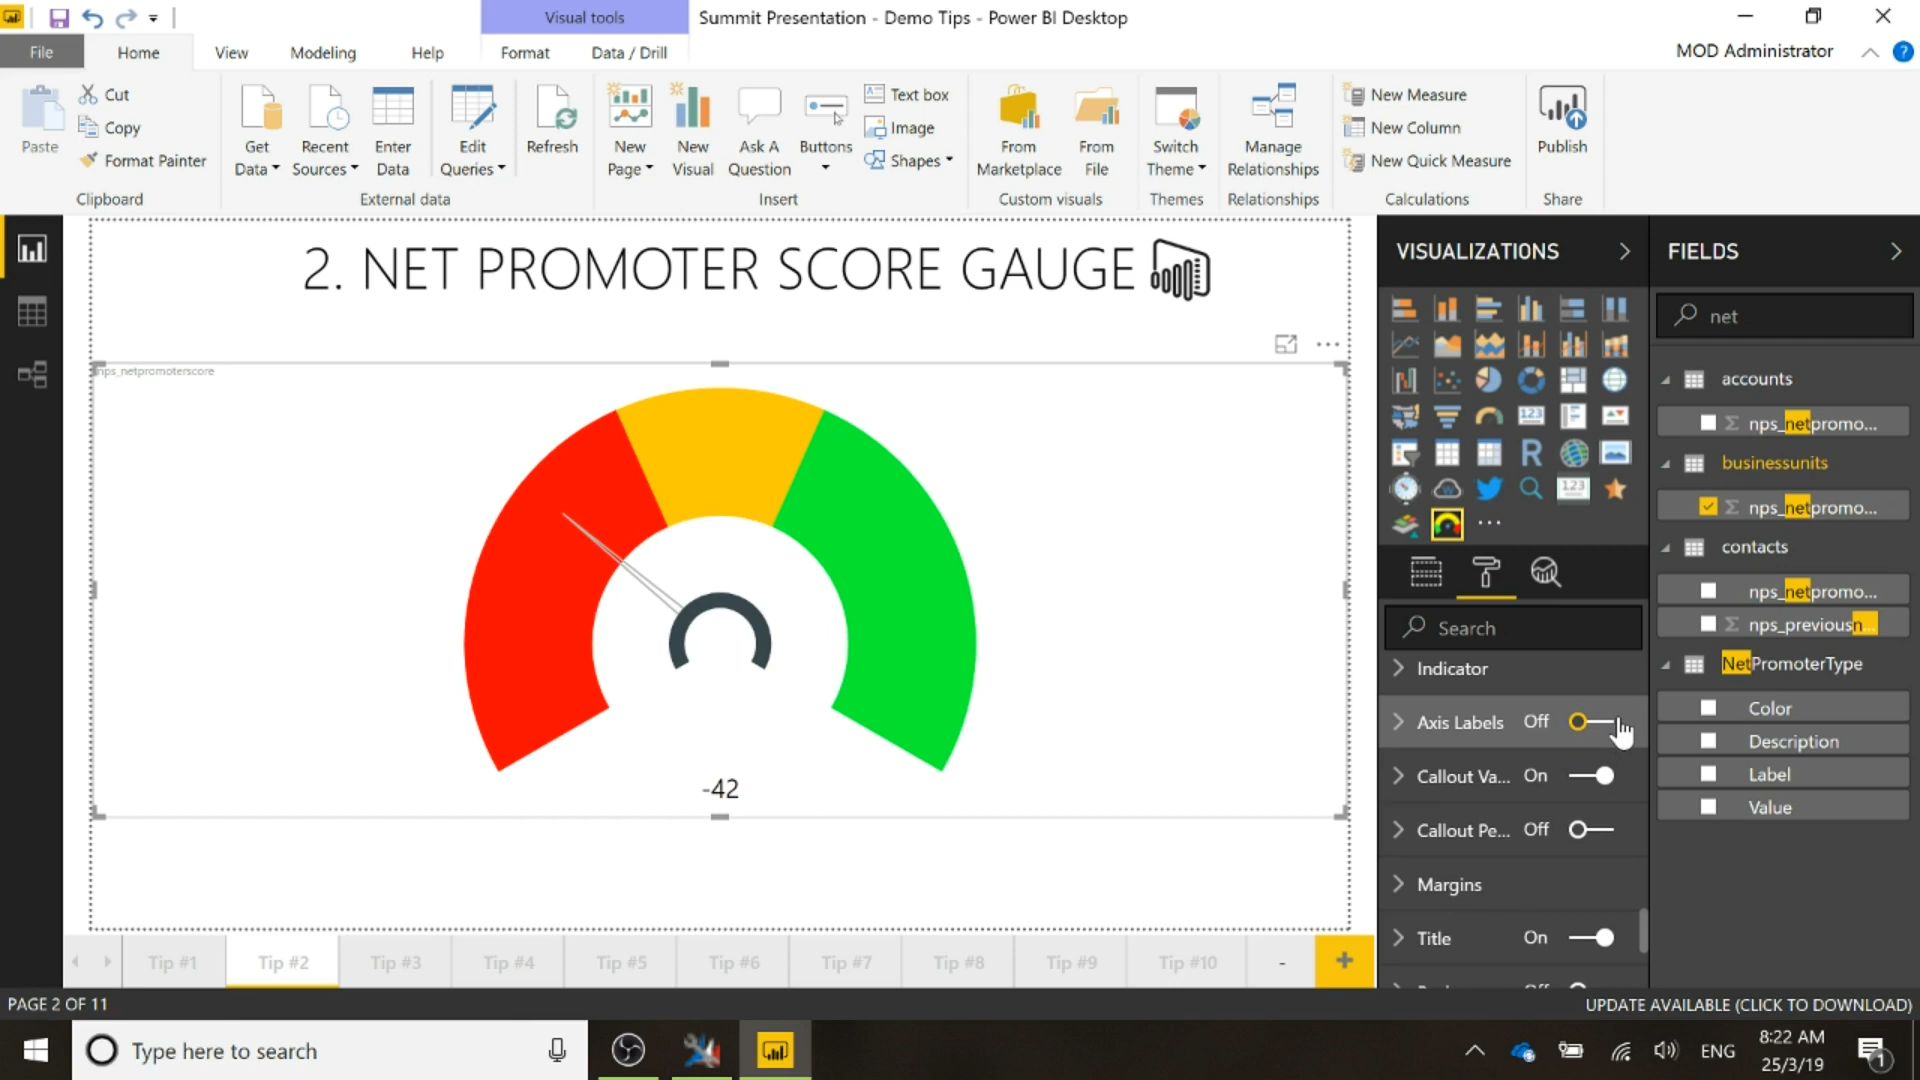 Visual tools
Summit Presentation - Demo Tips - Power BI Desktop
File
Home
View
Modeling
Help
Format
Data / Drill
MOD Administrator
?
Paste
Cut
Copy
Format Painter
Clipboard
Get Data
Recent Sources
Enter Data
Edit Queries
Refresh
External data
New Page
New Visual
Ask A Question
Buttons
Text box
Image
Shapes
Insert
From Marketplace
From File
Custom visuals
Switch Theme
Themes
Manage Relationships
Relationships
New Measure
New Column
New Quick Measure
Calculations
Publish
Share
2. NET PROMOTER SCORE GAUGE
nps_netpromoterscore
-42
VISUALIZATIONS
123
R
123
Search
Indicator
Axis Labels Off
Callout Va... On
Callout Pe... Off
Margins
Title On
FIELDS
net
accounts
nps_netpromo...
businessunits
nps_netpromo...
contacts
nps_netpromo...
nps_previousn...
NetPromoterType
Color
Description
Label
Value
Tip #1
Tip #2
Tip #3
Tip #4
Tip #5
Tip #6
Tip #7
Tip #8
Tip #9
Tip #10
-
+
PAGE 2 OF 11
UPDATE AVAILABLE (CLICK TO DOWNLOAD)
Type here to search
ENG
8:22 AM
25/3/19
1